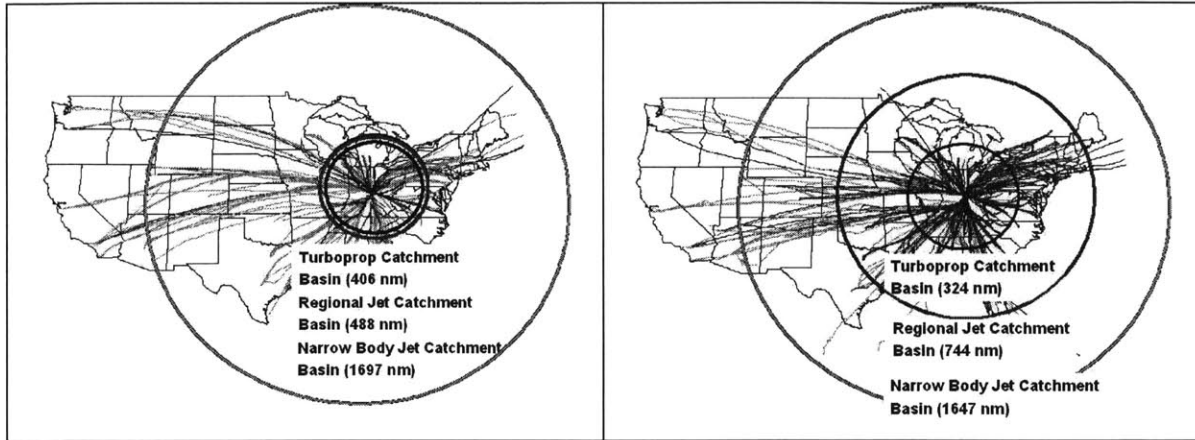 Turboprop Catchment
Basin (406 nm)
Regional Jet Catchment
Basin (488 nm)
Narrow Body Jet Catchment
Basin (1697 nm)
Turboprop Catchment
Basin (324 nm)
Regional Jet Catchment
Basin (744 nm)
Narrow Body Jet Catchment
Basin (1647 nm)